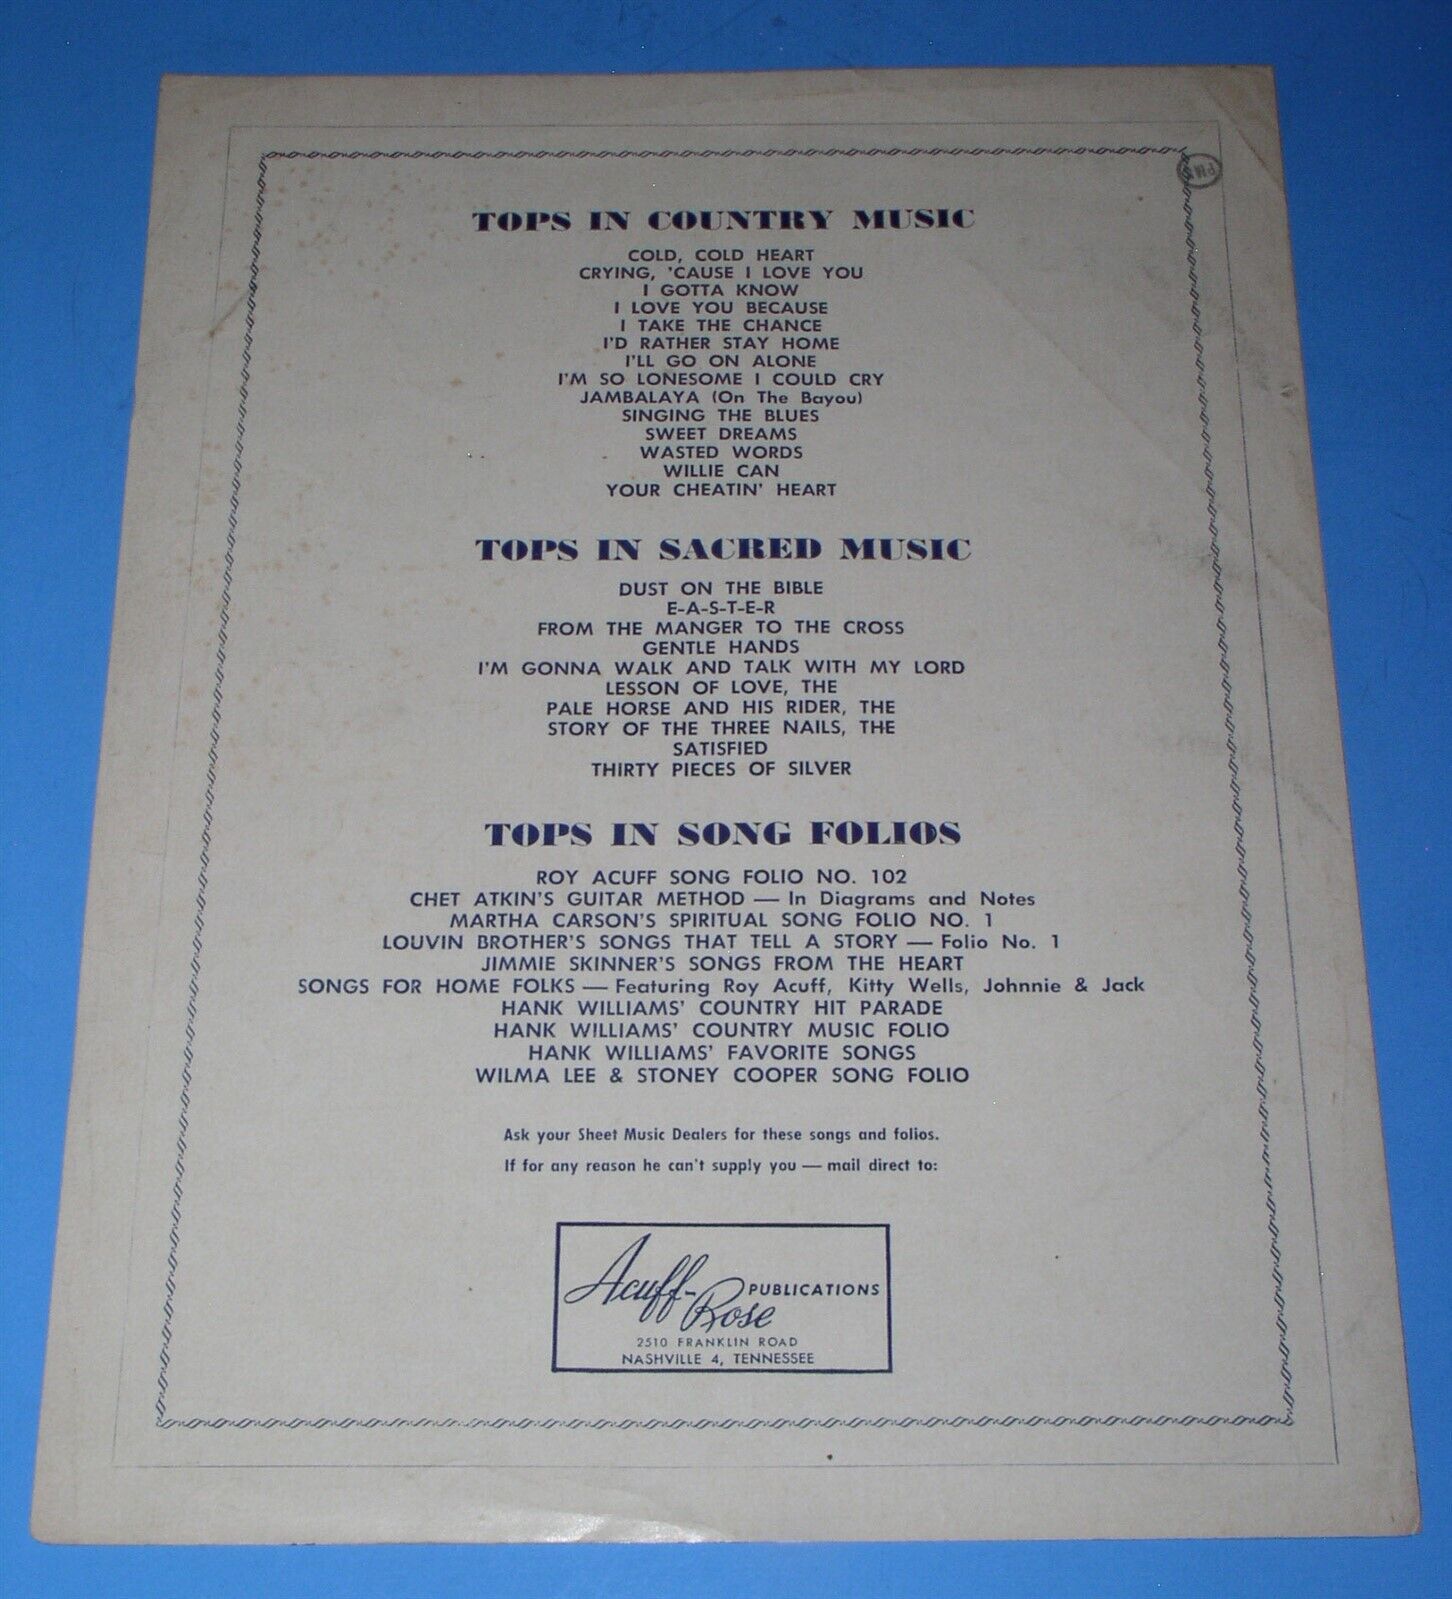 TOPS IN COUNTRY MUSIC
COLD, COLD HEART
CRYING, 'CAUSE I LOVE YOU
I GOTTA KNOW
I LOVE YOU BECAUSE
I TAKE THE CHANCE
I'D RATHER STAY HOME
I'LL GO ON ALONE
I'M SO LONESOME I COULD CRY
JAMBALAYA (On The Bayou)
SINGING THE BLUES
SWEET DREAMS
WASTED WORDS
WILLIE CAN
YOUR CHEATIN' HEART
TOPS IN SACRED MUSIC
DUST ON THE BIBLE
E-A-S-T-E-R
FROM THE MANGER TO THE CROSS
GENTLE HANDS
I'M GONNA WALK AND TALK WITH MY LORD
LESSON OF LOVE, THE
PALE HORSE AND HIS RIDER, THE
STORY OF THE THREE NAILS, THE
SATISFIED
THIRTY PIECES OF SILVER
TOPS IN SONG FOLIOS
ROY ACUFF SONG FOLIO NO. 102
CHET ATKIN'S GUITAR METHOD — In Diagrams and Notes
MARTHA CARSON'S SPIRITUAL SONG FOLIO NO. 1
LOUVIN BROTHER'S SONGS THAT TELL A STORY — Folio No. 1
JIMMIE SKINNER'S SONGS FROM THE HEART
SONGS FOR HOME FOLKS — Featuring Roy Acuff, Kitty Wells, Johnnie & Jack
HANK WILLIAMS' COUNTRY HIT PARADE
HANK WILLIAMS' COUNTRY MUSIC FOLIO
HANK WILLIAMS' FAVORITE SONGS
WILMA LEE & STONEY COOPER SONG FOLIO
Ask your Sheet Music Dealers for these songs and folios.
If for any reason he can't supply you — mail direct to:
Acuff-Rose PUBLICATIONS
2510 FRANKLIN ROAD
NASHVILLE 4, TENNESSEE